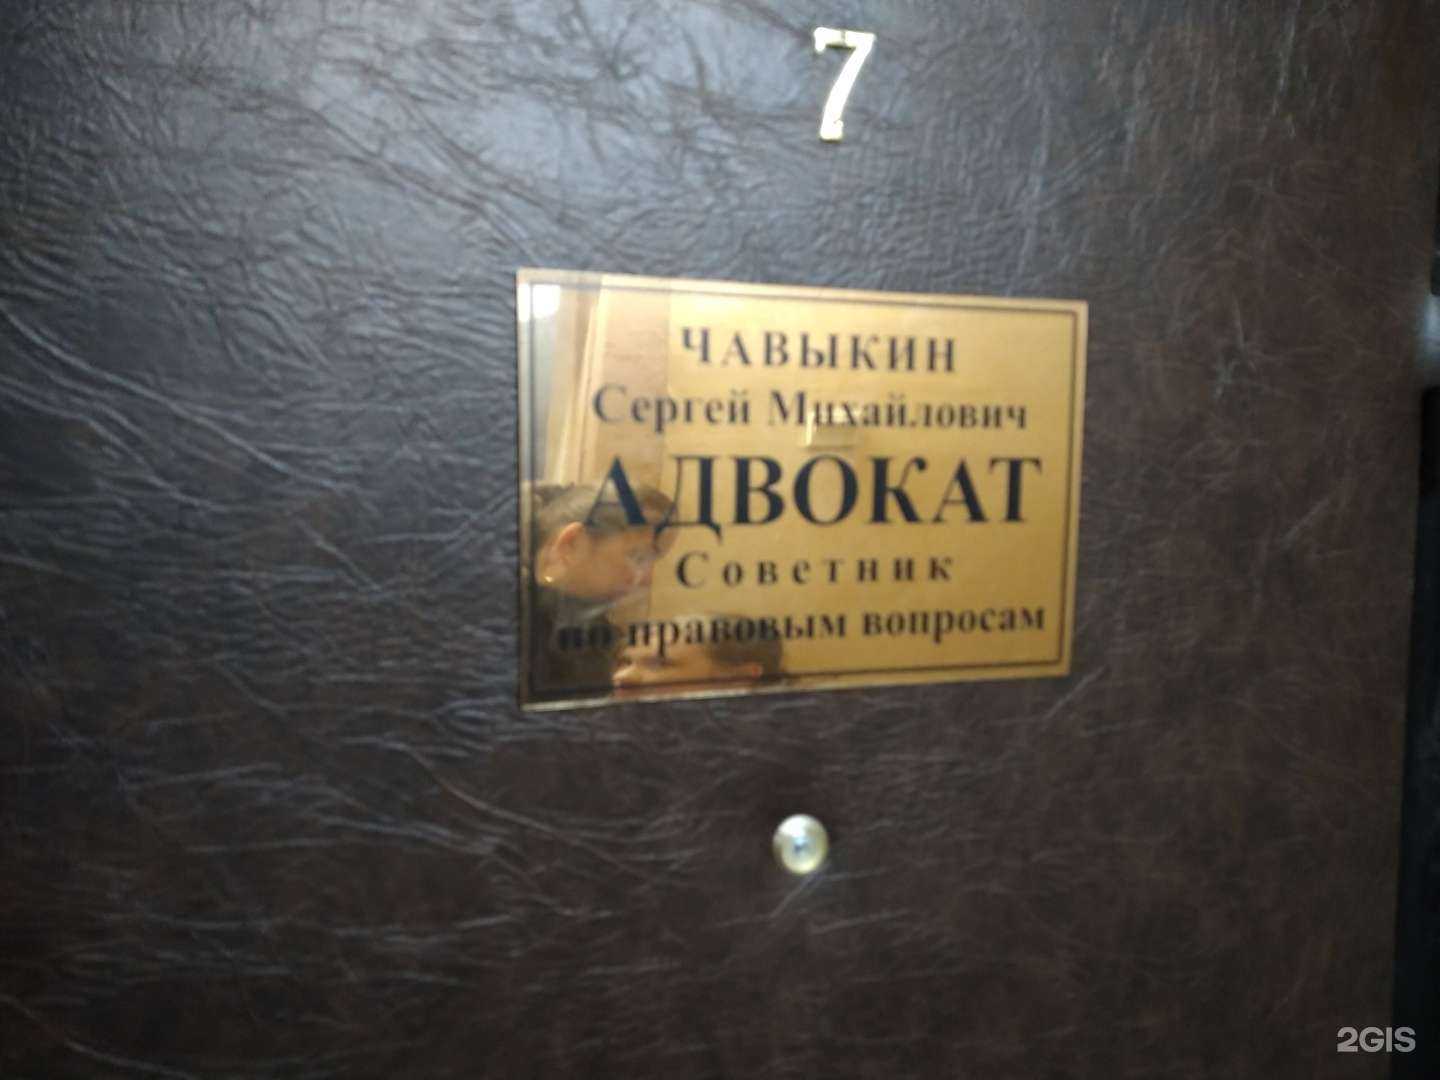 7
ЧАВЫКИН
Сергей Михайлович
АДВОКАТ
Советник
по правовым вопросам
2GIS